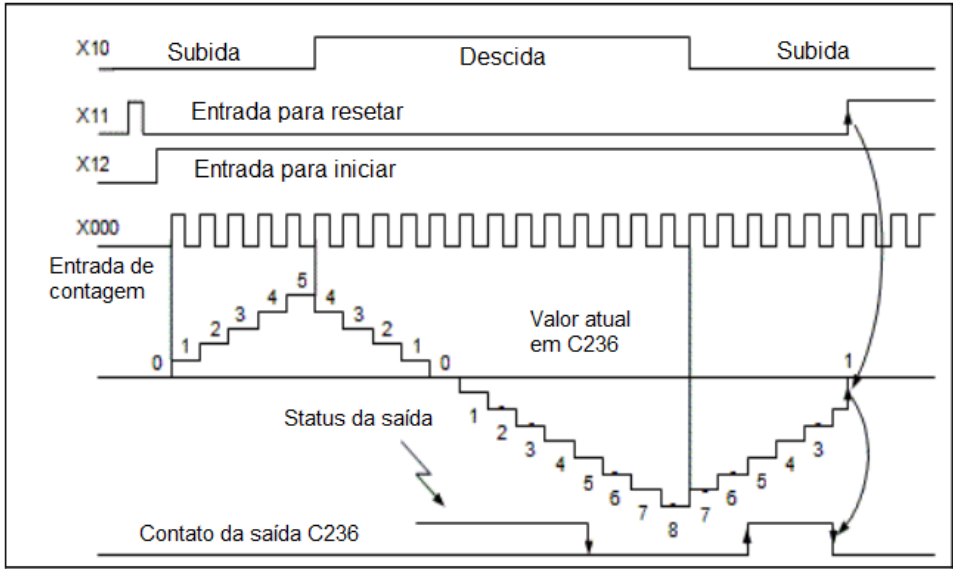 X10
Subida
Descida
Subida
X11
Entrada para resetar
X12
Entrada para iniciar
X000
Entrada de
contagem
0
1
2
3
4
5
4
3
2
1
0
Valor atual
em C236
1
Status da saída
1
2
3
4
5
6
7
8
7
6
5
4
3
Contato da saída C236